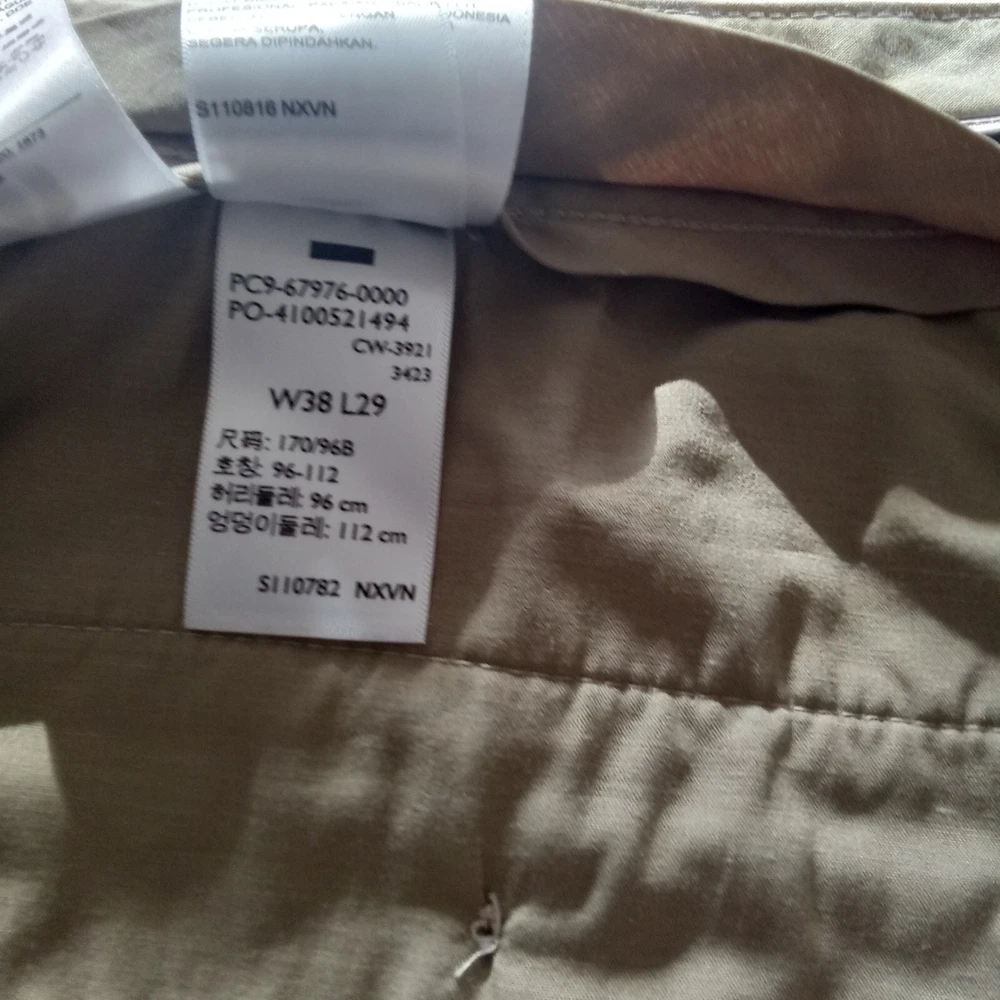 SEGERA DIPINDAHKAN.
S110816 NXVN
PC9-67976-0000
PO-4100521494
CW-3921
3423
W38 L29
尺码: 170/96B
호칭: 96-112
허리둘레: 96 cm
엉덩이둘레: 112 cm
S110782 NXVN